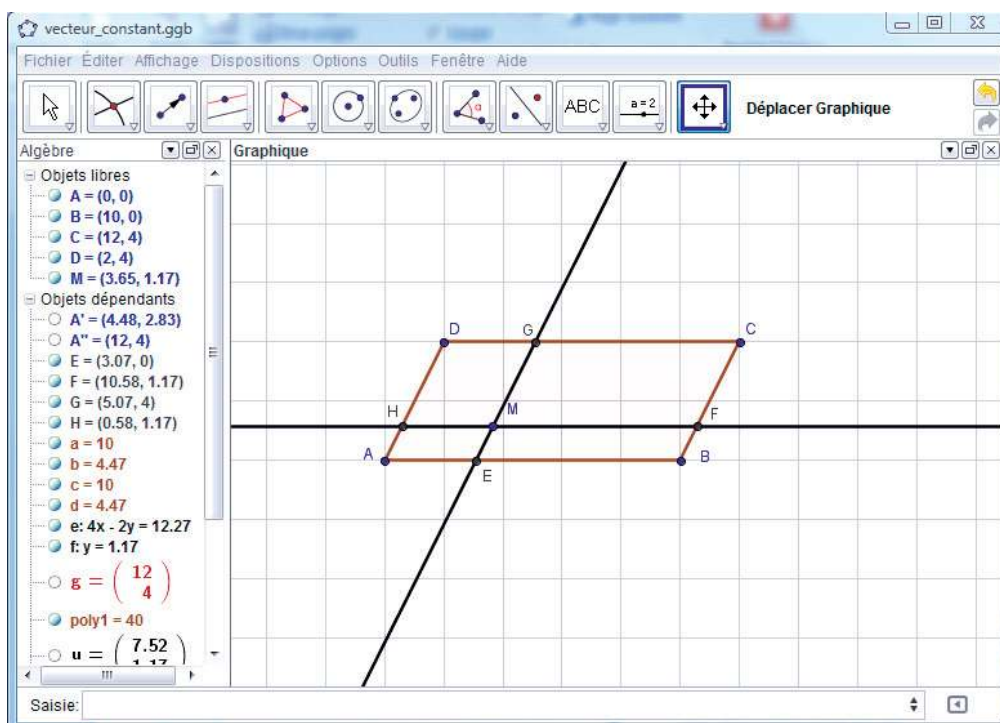 vecteur_constant.ggb
Fichier Éditer Affichage Dispositions Options Outils Fenêtre Aide
ABC
a=2
Déplacer Graphique
Algèbre
Graphique
Objets libres
A = (0, 0)
B = (10, 0)
C = (12, 4)
D = (2, 4)
M = (3.65, 1.17)
Objets dépendants
A' = (4.48, 2.83)
A'' = (12, 4)
E = (3.07, 0)
F = (10.58, 1.17)
G = (5.07, 4)
H = (0.58, 1.17)
a = 10
b = 4.47
c = 10
d = 4.47
e: 4x - 2y = 12.27
f: y = 1.17
g = ( 12
4 )
poly1 = 40
u = ( 7.52
1.17
D G C
H M F
A E B
Saisie: